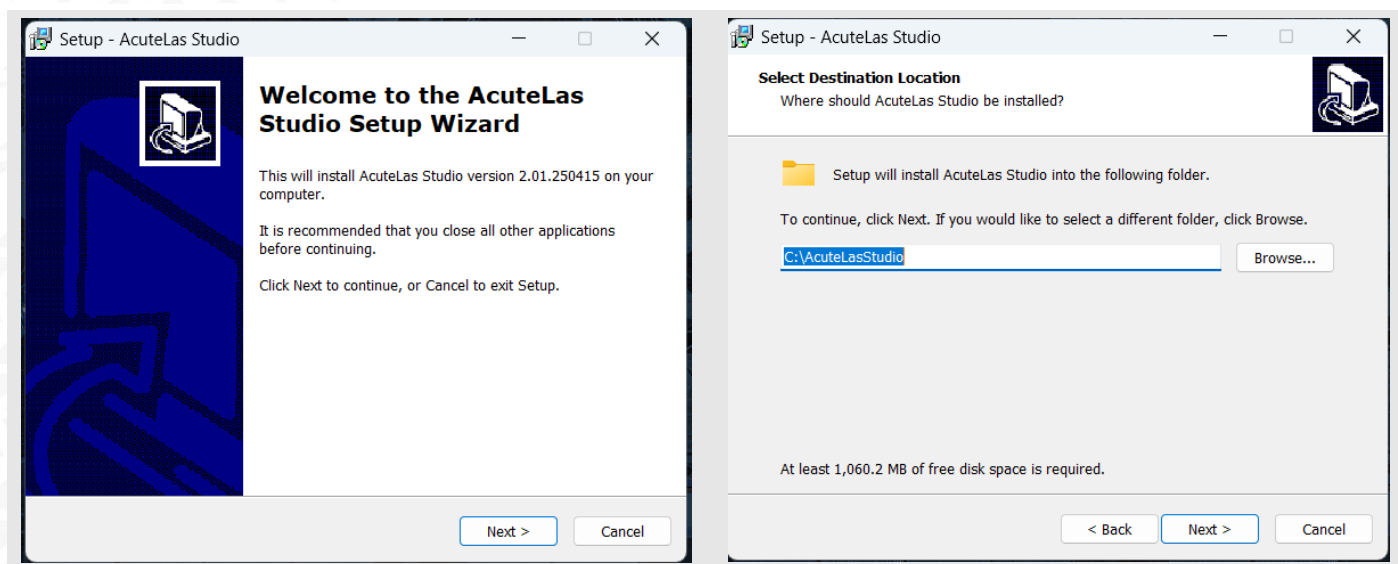 Setup - AcuteLas Studio
Welcome to the AcuteLas
Studio Setup Wizard
This will install AcuteLas Studio version 2.01.250415 on your
computer.
It is recommended that you close all other applications
before continuing.
Click Next to continue, or Cancel to exit Setup.
Next >
Cancel
Setup - AcuteLas Studio
Select Destination Location
Where should AcuteLas Studio be installed?
Setup will install AcuteLas Studio into the following folder.
To continue, click Next. If you would like to select a different folder, click Browse.
C:\AcuteLasStudio
Browse...
At least 1,060.2 MB of free disk space is required.
< Back
Next >
Cancel